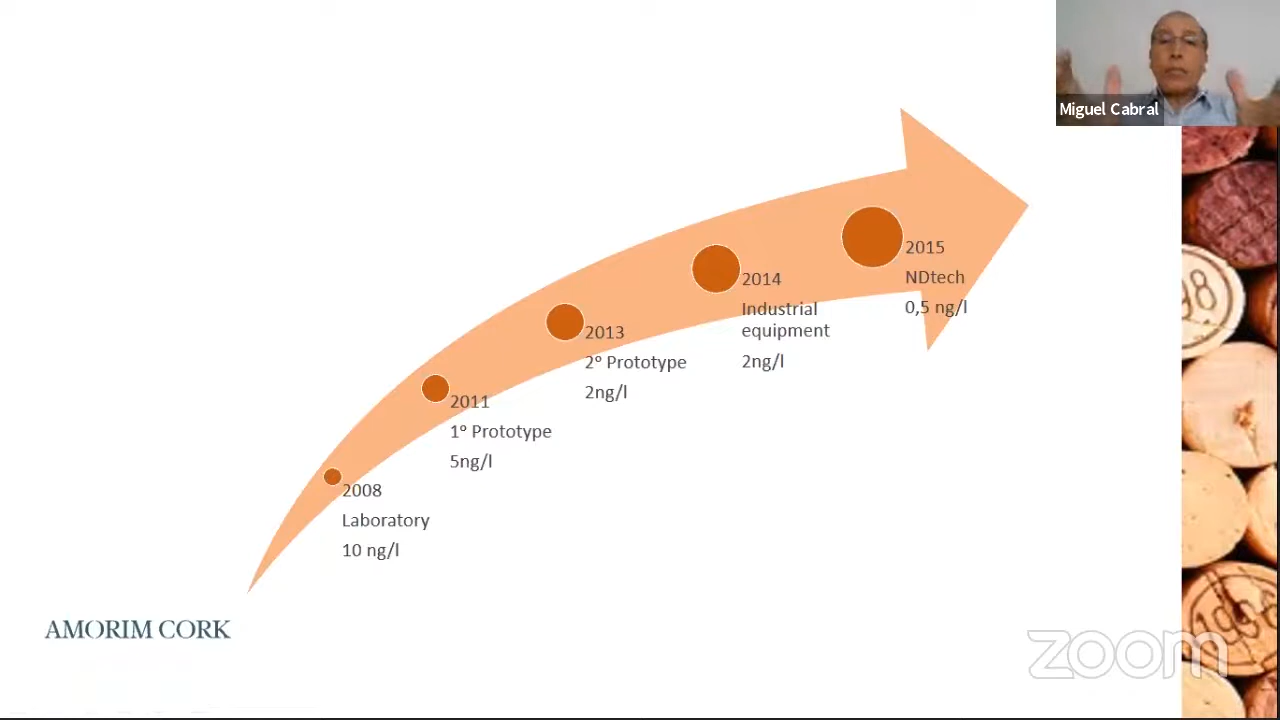 Miguel Cabral
2015
NDtech
0,5 ng/l
2014
Industrial
equipment
2ng/l
2013
2º Prototype
2ng/l
2011
1º Prototype
5ng/l
2008
Laboratory
10 ng/l
AMORIM CORK
zoom
98